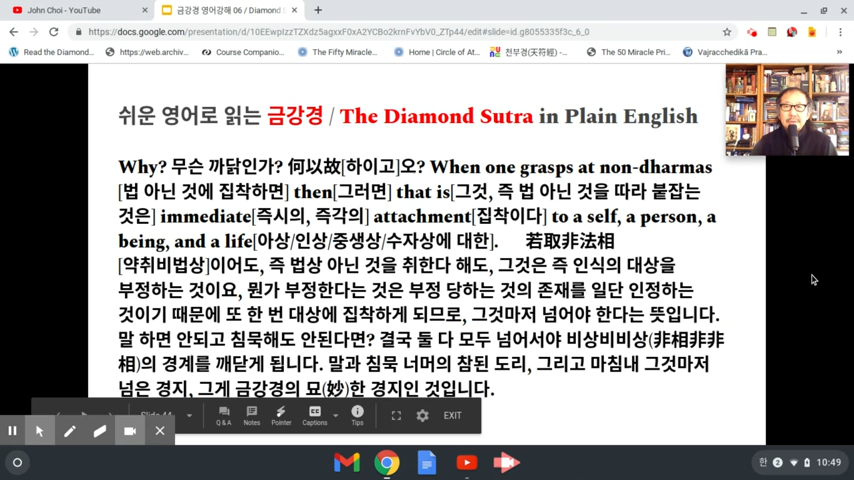 John Choi - YouTube
금강경 영어강해 06 / Diamond S
https://docs.google.com/presentation/d/10EEwpIzzTZXdz5agxxF0xA2YCBo2krnFvYbV0_ZTp44/edit#slide=id.g8055335f3c_6_0
Read the Diamond...
https://web.archiv...
Course Companio...
The Fifty Miracle...
Home | Circle of At...
천부경(天符經) -...
The 50 Miracle Pri...
Vajracchedikā Pra...
쉬운 영어로 읽는 금강경 / The Diamond Sutra in Plain English
Why? 무슨 까닭인가? 何以故[하이고]오? When one grasps at non-dharmas
[법 아닌 것에 집착하면] then[그러면] that is[그것, 즉 법 아닌 것을 따라 붙잡는
것은] immediate[즉시의, 즉각의] attachment[집착이다] to a self, a person, a
being, and a life[아상/인상/중생상/수자상에 대한]. 若取非法相
[약취비법상]이어도, 즉 법상 아닌 것을 취한다 해도, 그것은 즉 인식의 대상을
부정하는 것이요, 뭔가 부정한다는 것은 부정 당하는 것의 존재를 일단 인정하는
것이기 때문에 또 한 번 대상에 집착하게 되므로, 그것마저 넘어야 한다는 뜻입니다.
말 하면 안되고 침묵해도 안된다면? 결국 둘 다 모두 넘어서야 비상비비상(非相非非
相)의 경계를 깨닫게 됩니다. 말과 침묵 너머의 참된 도리, 그리고 마침내 그것마저
넘은 경지, 그게 금강경의 묘(妙)한 경지인 것입니다.
Slide 44
Q & A
Notes
Pointer
Captions
Tips
EXIT
한 2 10:49